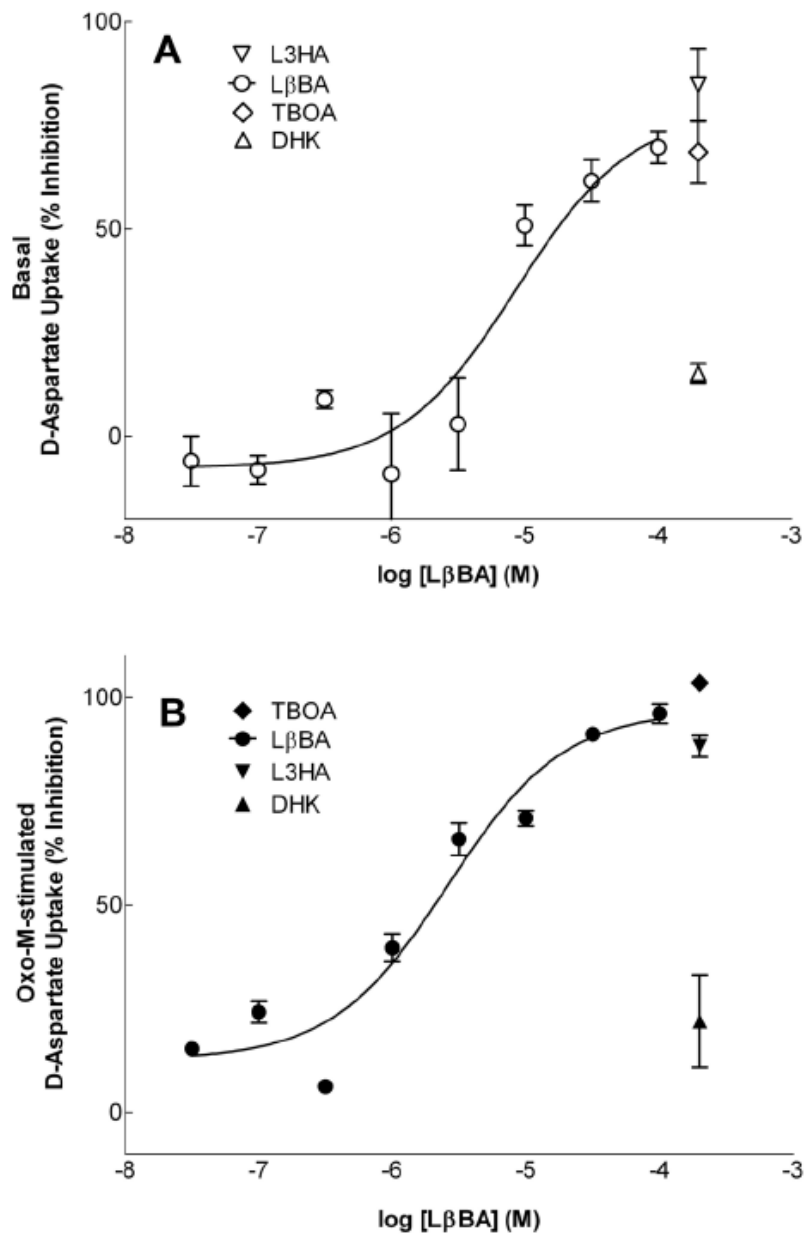 A
L3HA
LβBA
TBOA
DHK
Basal
D-Aspartate Uptake (% Inhibition)
100
50
0
-8 -7 -6 -5 -4 -3
log [LβBA] (M)
B
TBOA
LβBA
L3HA
DHK
Oxo-M-stimulated
D-Aspartate Uptake (% Inhibition)
100
50
0
-8 -7 -6 -5 -4 -3
log [LβBA] (M)